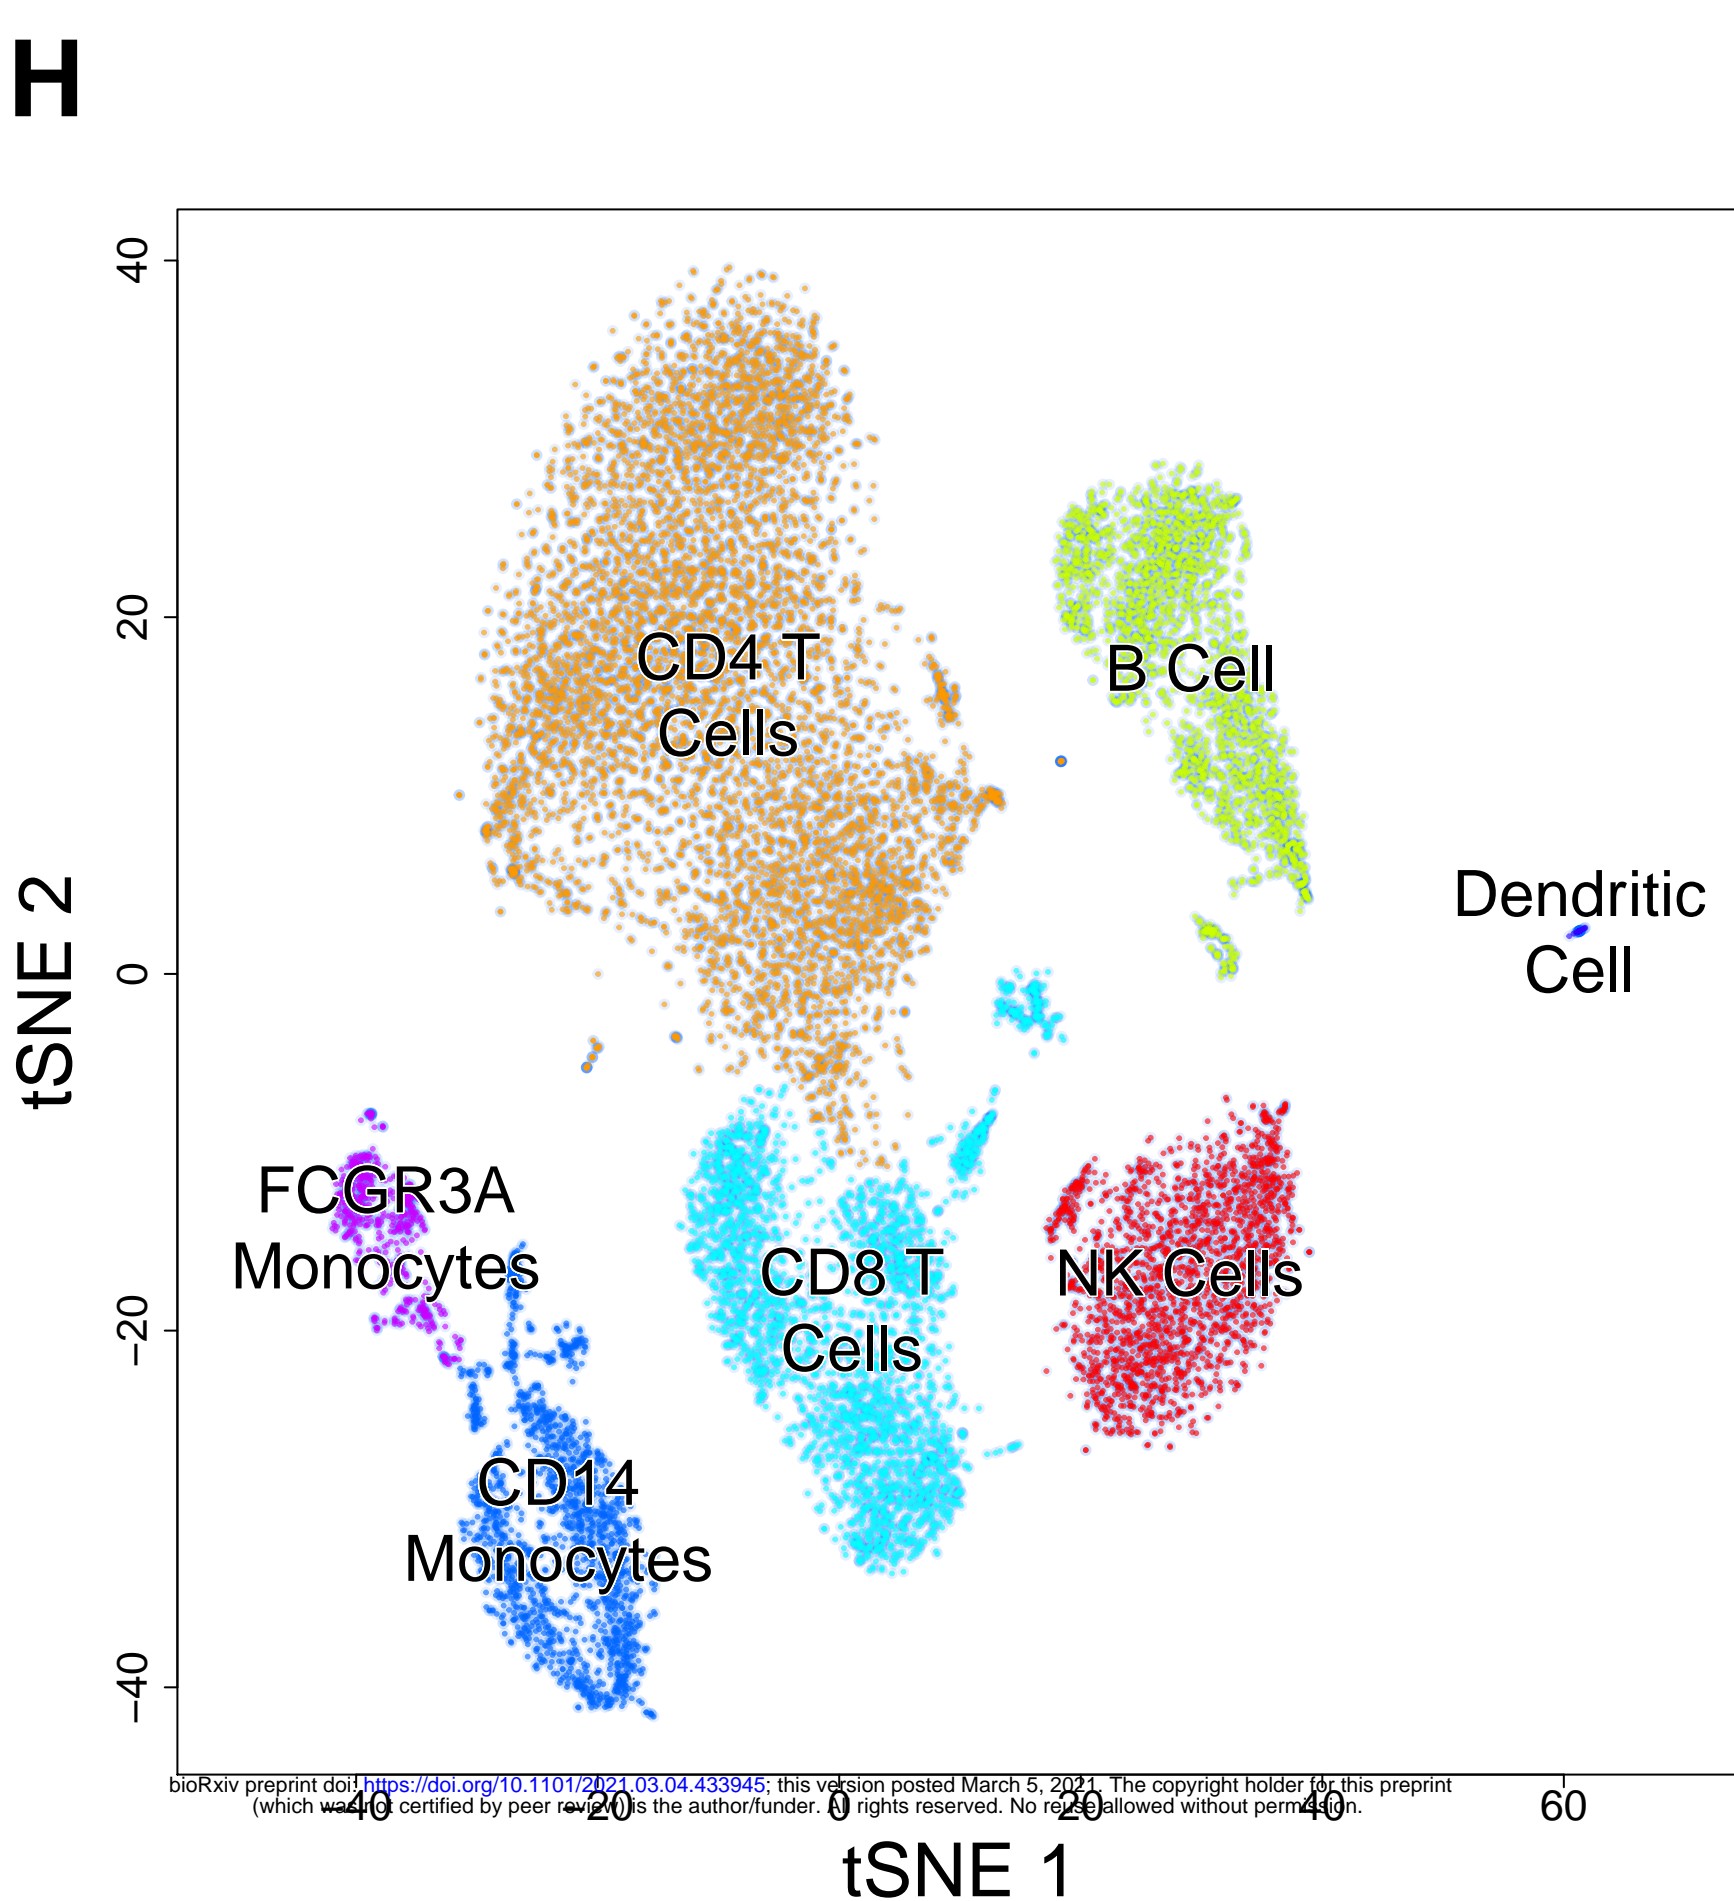 H
40
20
0
−20
−40
tSNE 2
CD4 T
Cells
B Cell
Dendritic
Cell
FCGR3A
Monocytes
CD8 T
Cells
NK Cells
CD14
Monocytes
bioRxiv preprint doi: https://doi.org/10.1101/2021.03.04.433945; this version posted March 5, 2021. The copyright holder for this preprint
(which was not certified by peer review) is the author/funder. All rights reserved. No reuse allowed without permission.
−40 −20 0 20 40 60
tSNE 1